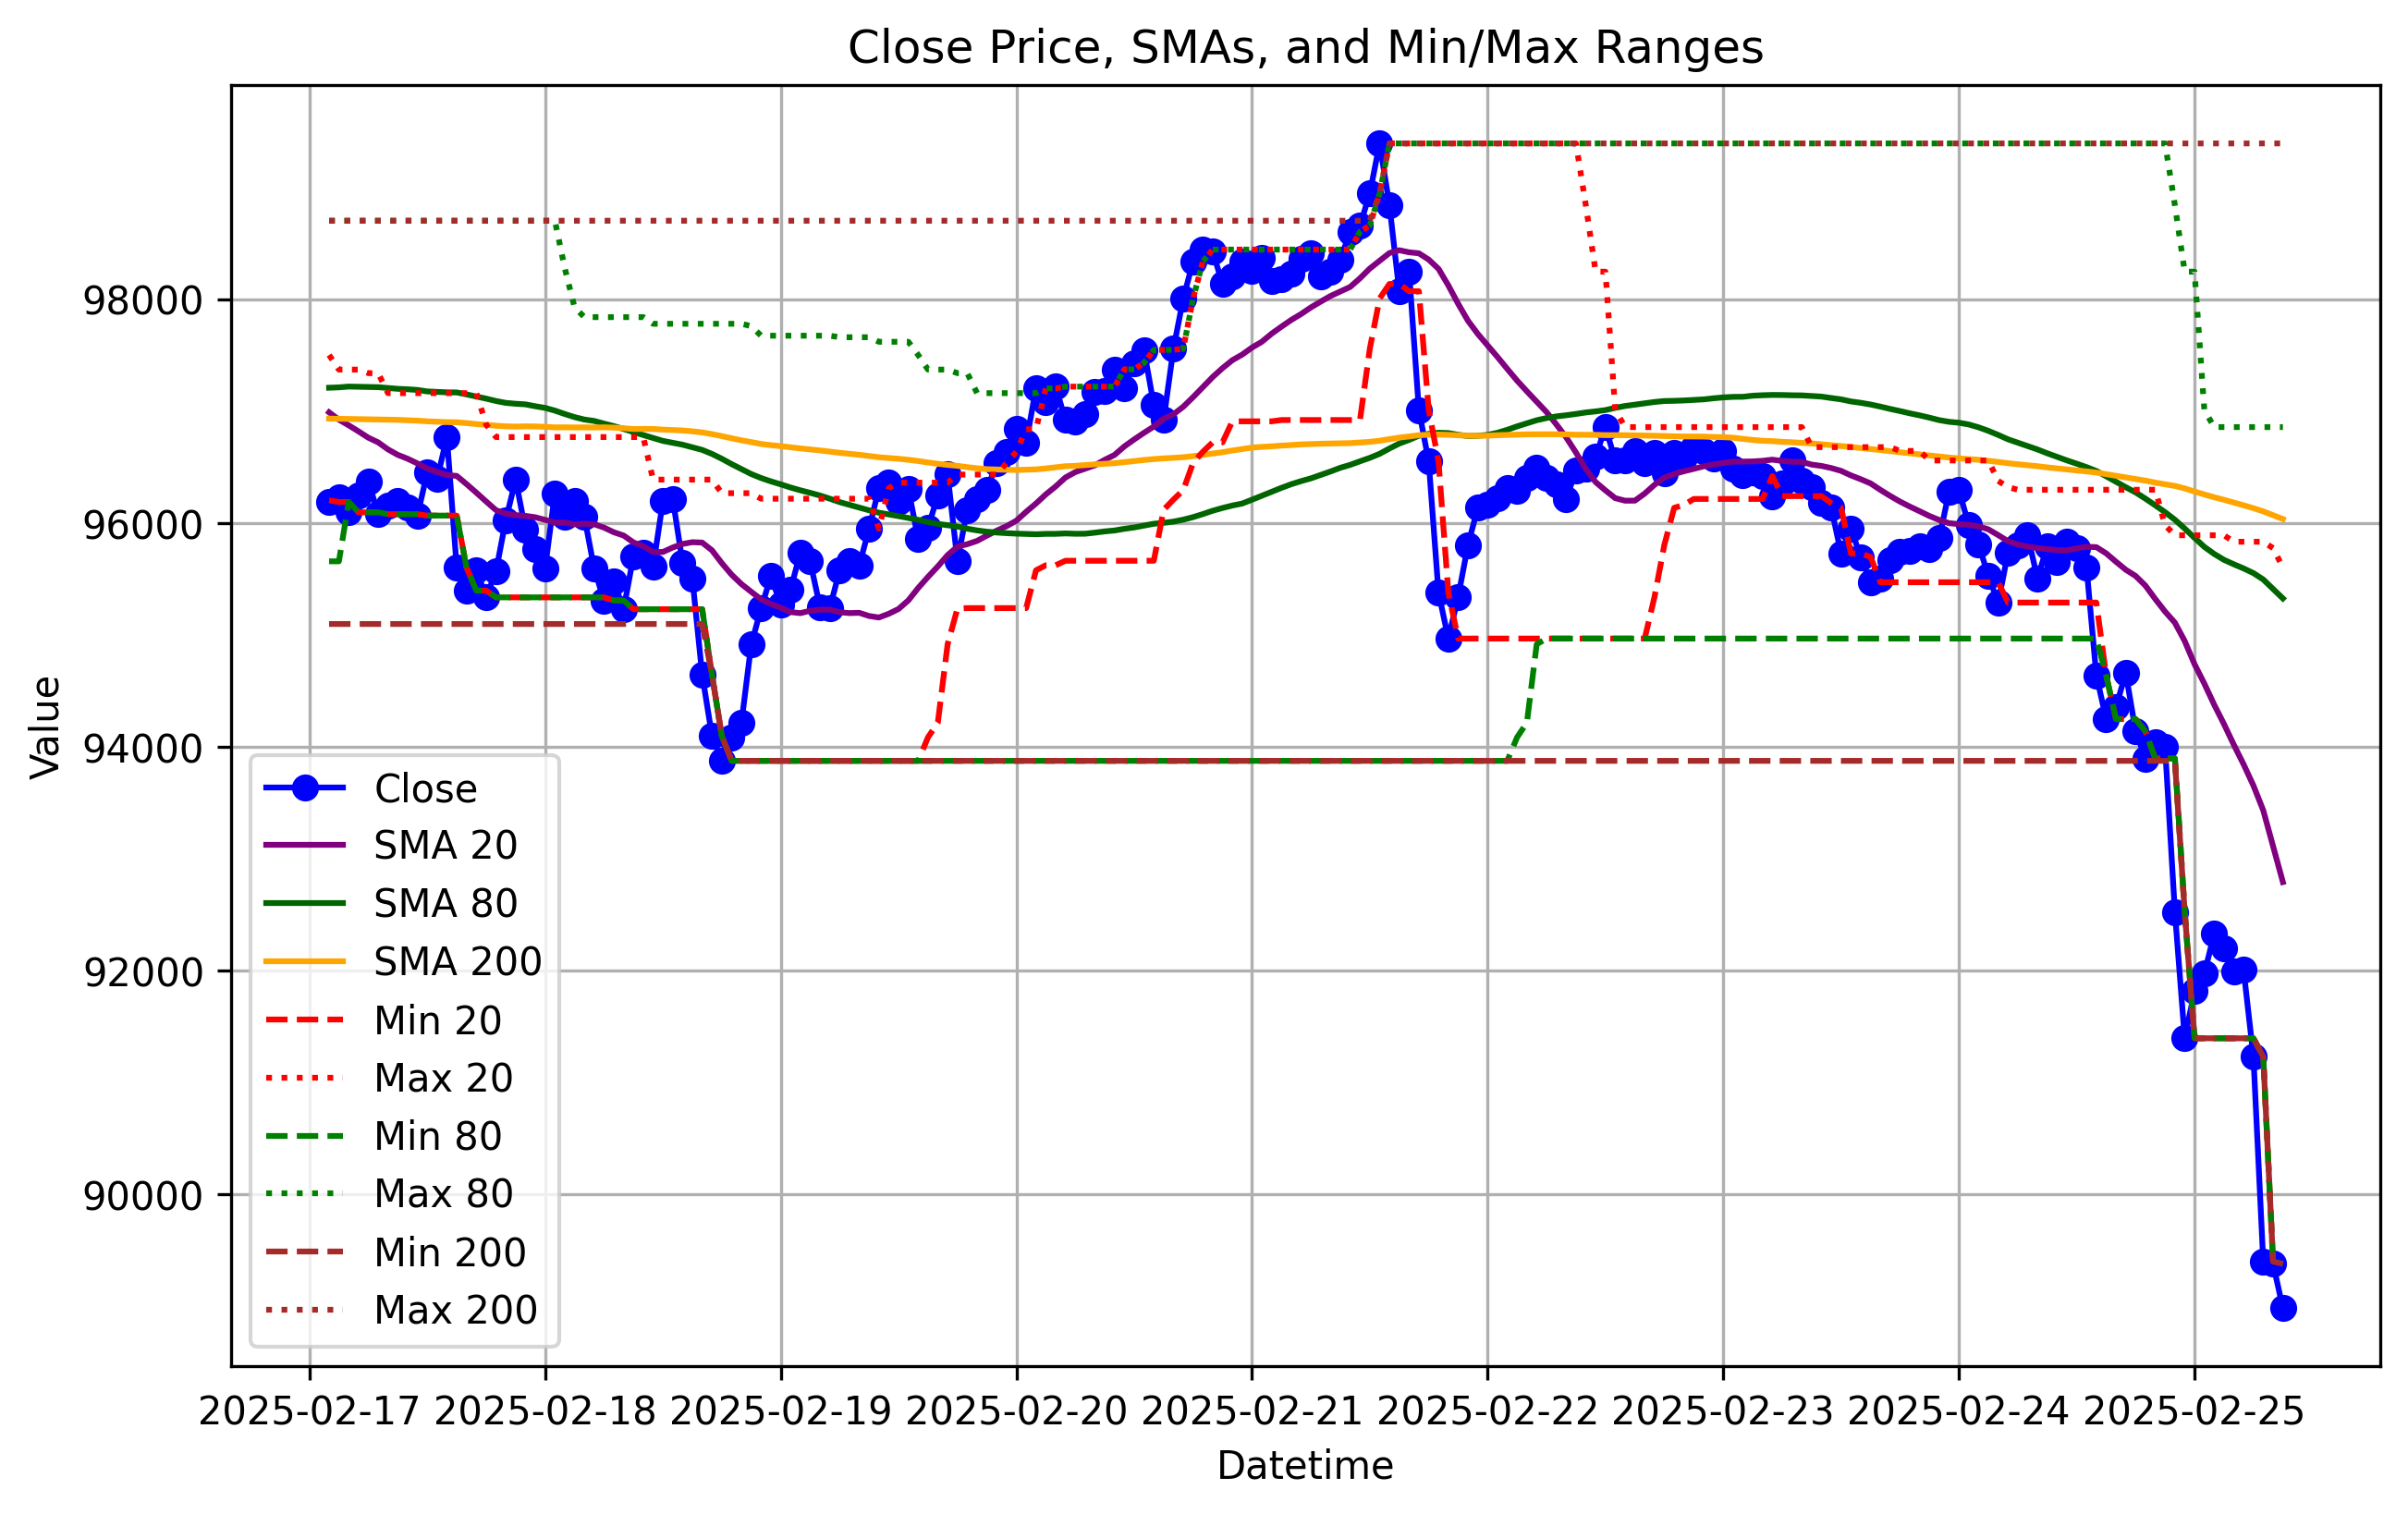 Close Price, SMAs, and Min/Max Ranges
Value
98000
96000
94000
92000
90000
Close
SMA 20
SMA 80
SMA 200
Min 20
Max 20
Min 80
Max 80
Min 200
Max 200
2025-02-17 2025-02-18 2025-02-19 2025-02-20 2025-02-21 2025-02-22 2025-02-23 2025-02-24 2025-02-25
Datetime